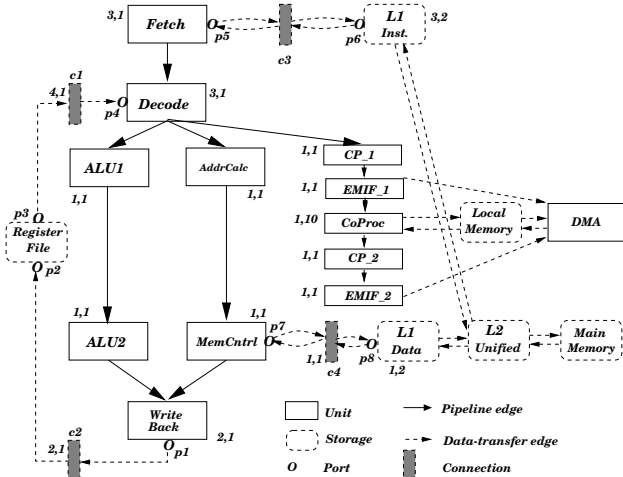 3,1
Fetch
p5
p6
L1
Inst.
3,2
c3
c1
4,1
p4
Decode
3,1
ALU1
1,1
AddrCalc
1,1
1,1
CP_1
1,1
EMIF_1
1,10
CoProc
Local
Memory
DMA
1,1
CP_2
1,1
EMIF_2
p3
Register
File
p2
1,1
ALU2
1,1
MemCntrl
p7
1,1
c4
p8
L1
Data
1,2
L2
Unified
Main
Memory
Write
Back
2,1
p1
c2
2,1
Unit
Pipeline edge
Storage
Data-transfer edge
Port
Connection